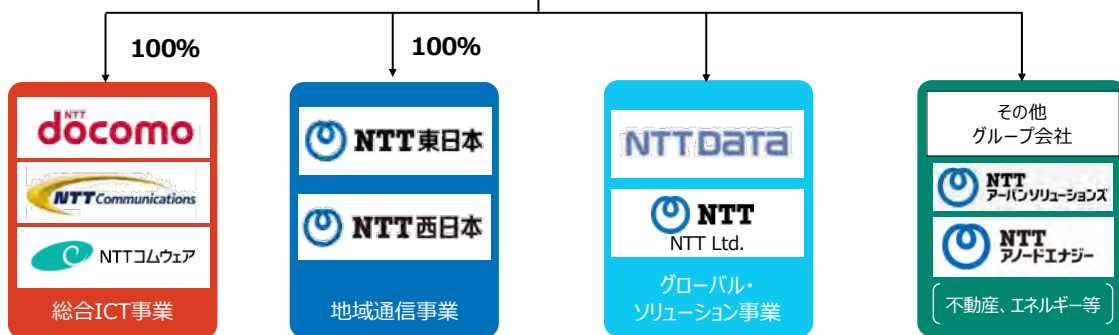 100%
100%
NTT
docomo
NTT Communications
NTTコムウェア
総合ICT事業
NTT東日本
NTT西日本
地域通信事業
NTT DATA
NTT
NTT Ltd.
グローバル・
ソリューション事業
その他
グループ会社
NTT
アーバンソリューションズ
NTT
アノードエナジー
不動産、エネルギー等